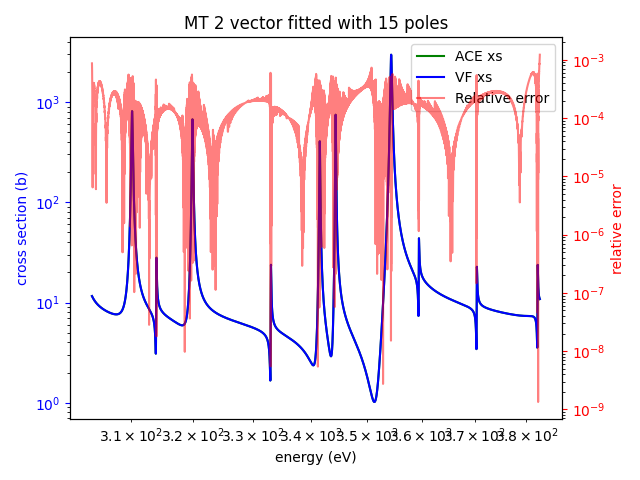 MT 2 vector fitted with 15 poles
ACE xs
VF xs
Relative error
10³
10²
10¹
10⁰
cross section (b)
10⁻³
10⁻⁴
10⁻⁵
10⁻⁶
10⁻⁷
10⁻⁸
10⁻⁹
relative error
3.1 × 10² 3.2 × 10² 3.3 × 10² 3.4 × 10² 3.5 × 10² 3.6 × 10² 3.7 × 10² 3.8 × 10²
energy (eV)